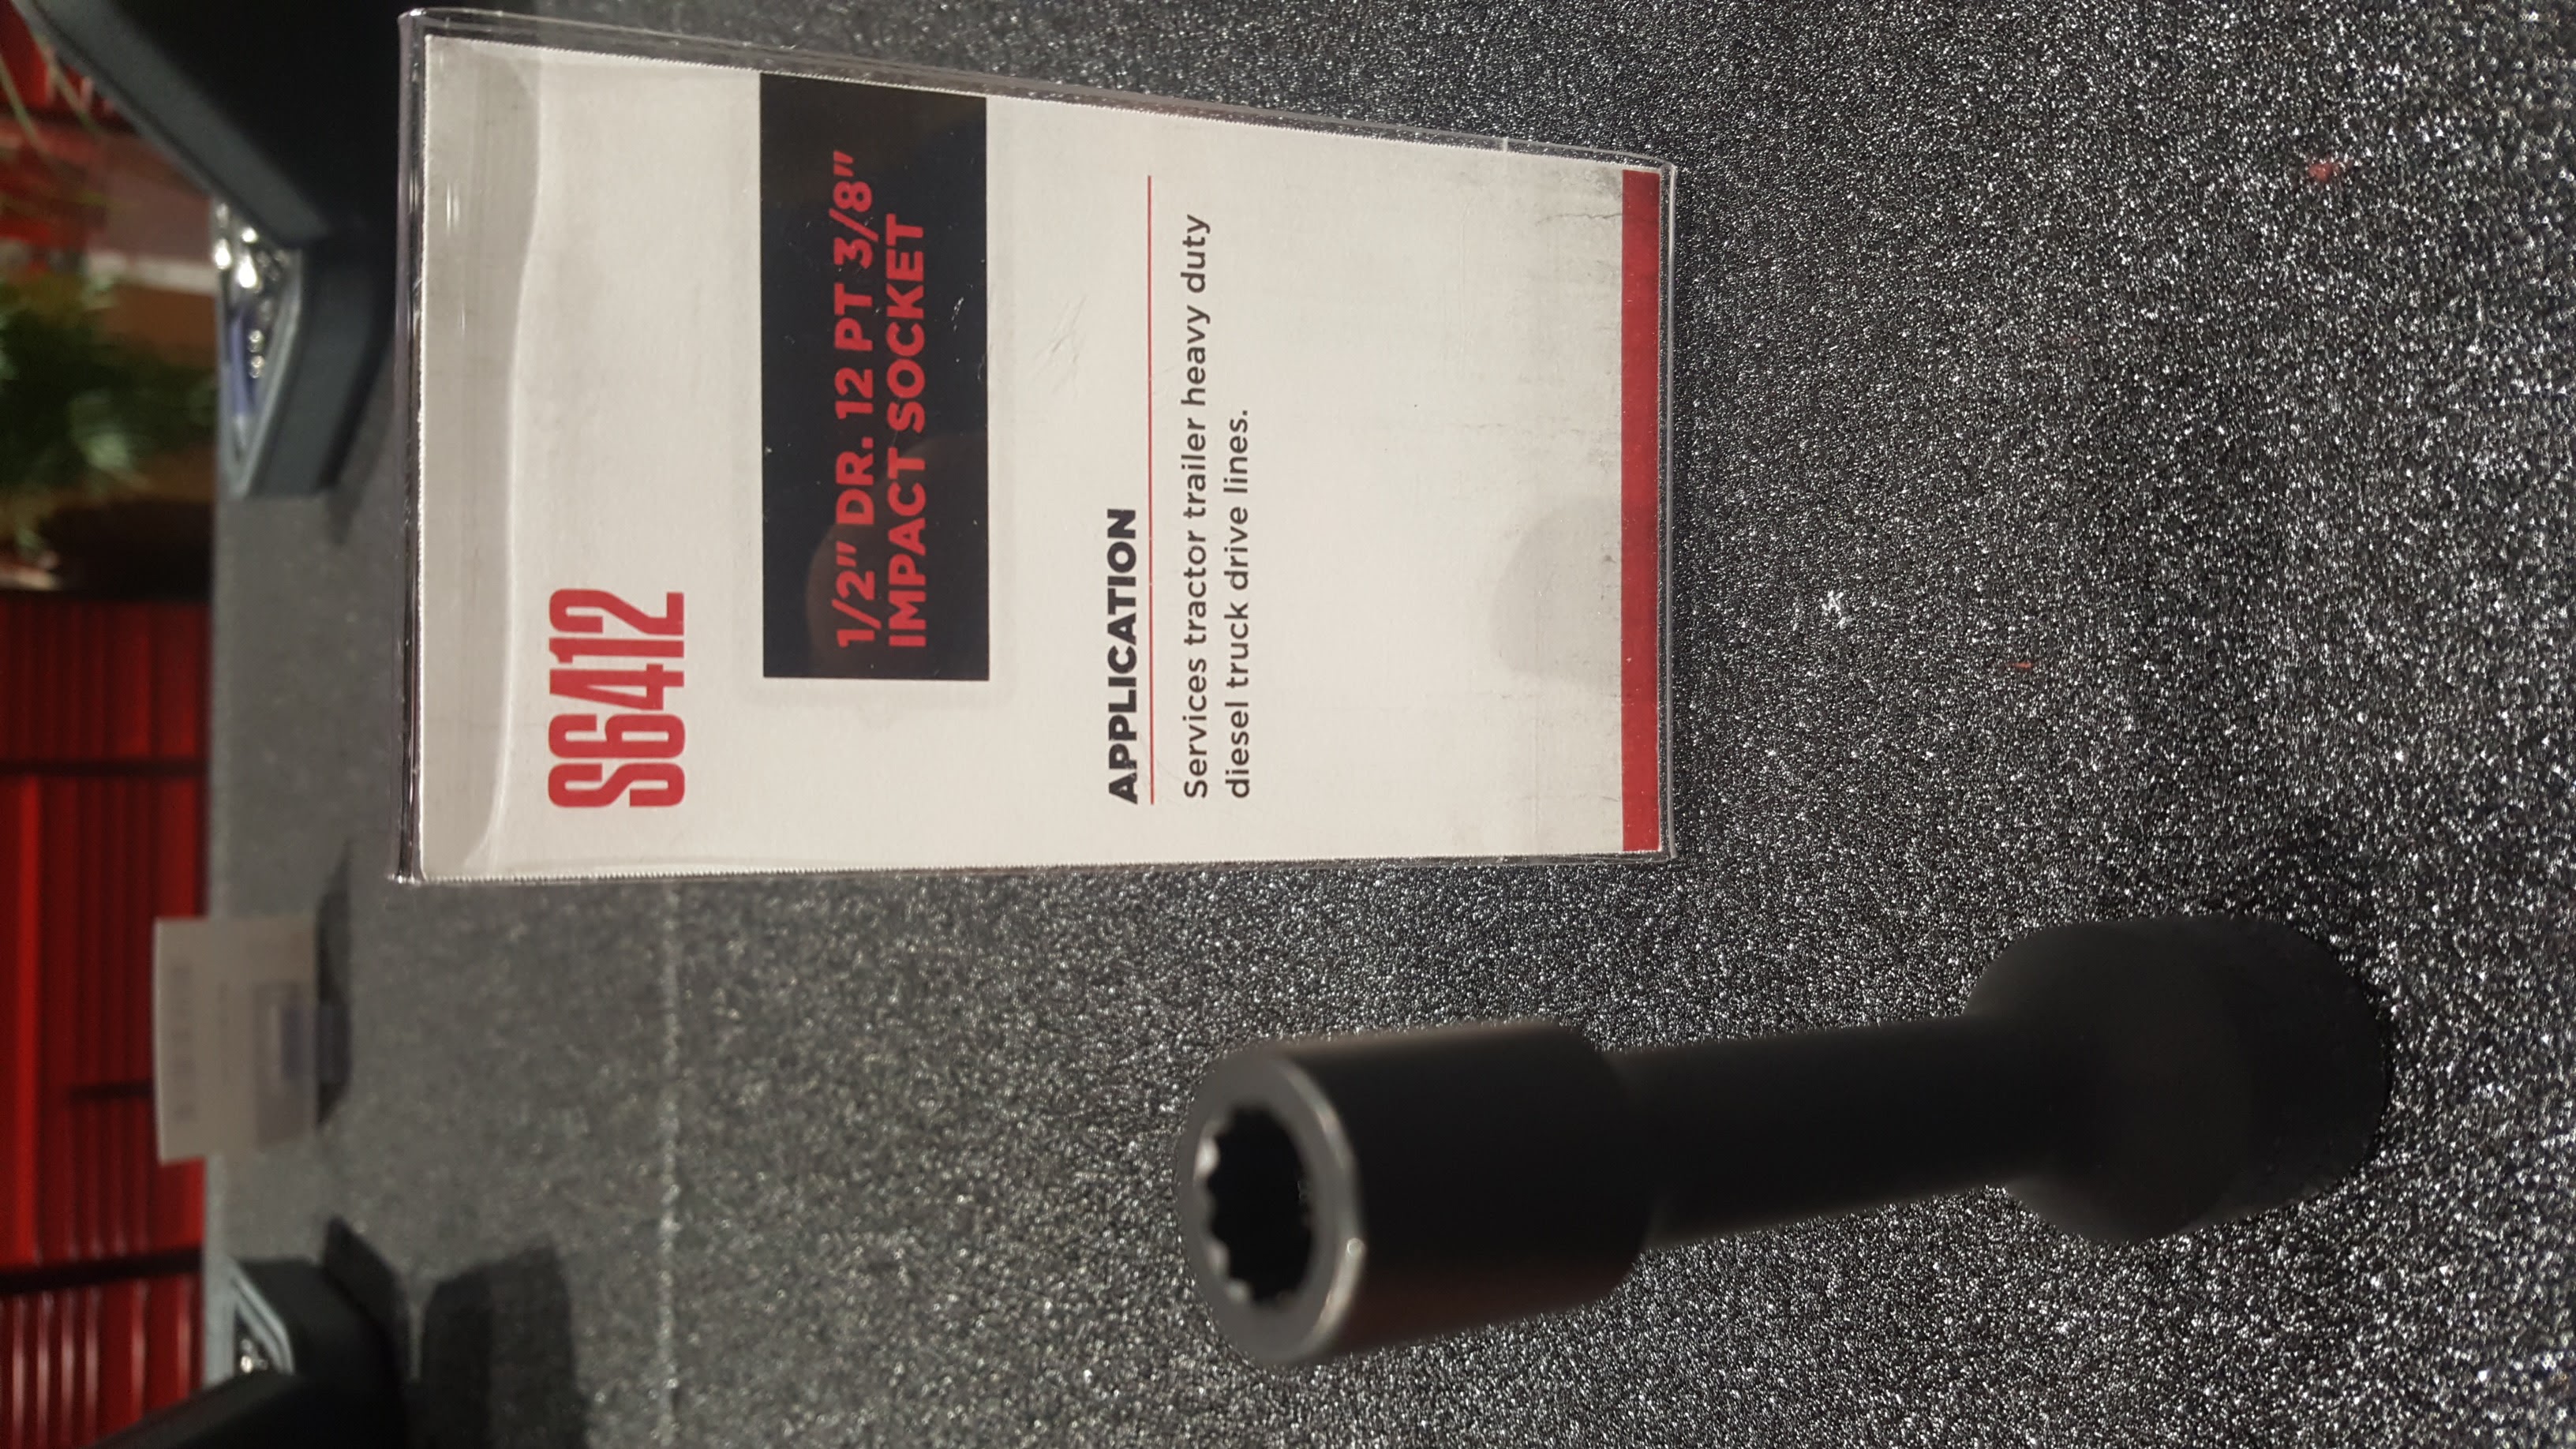 S6412
1/2" DR. 12 PT 3/8"
IMPACT SOCKET
APPLICATION
Services tractor trailer heavy duty
diesel truck drive lines.